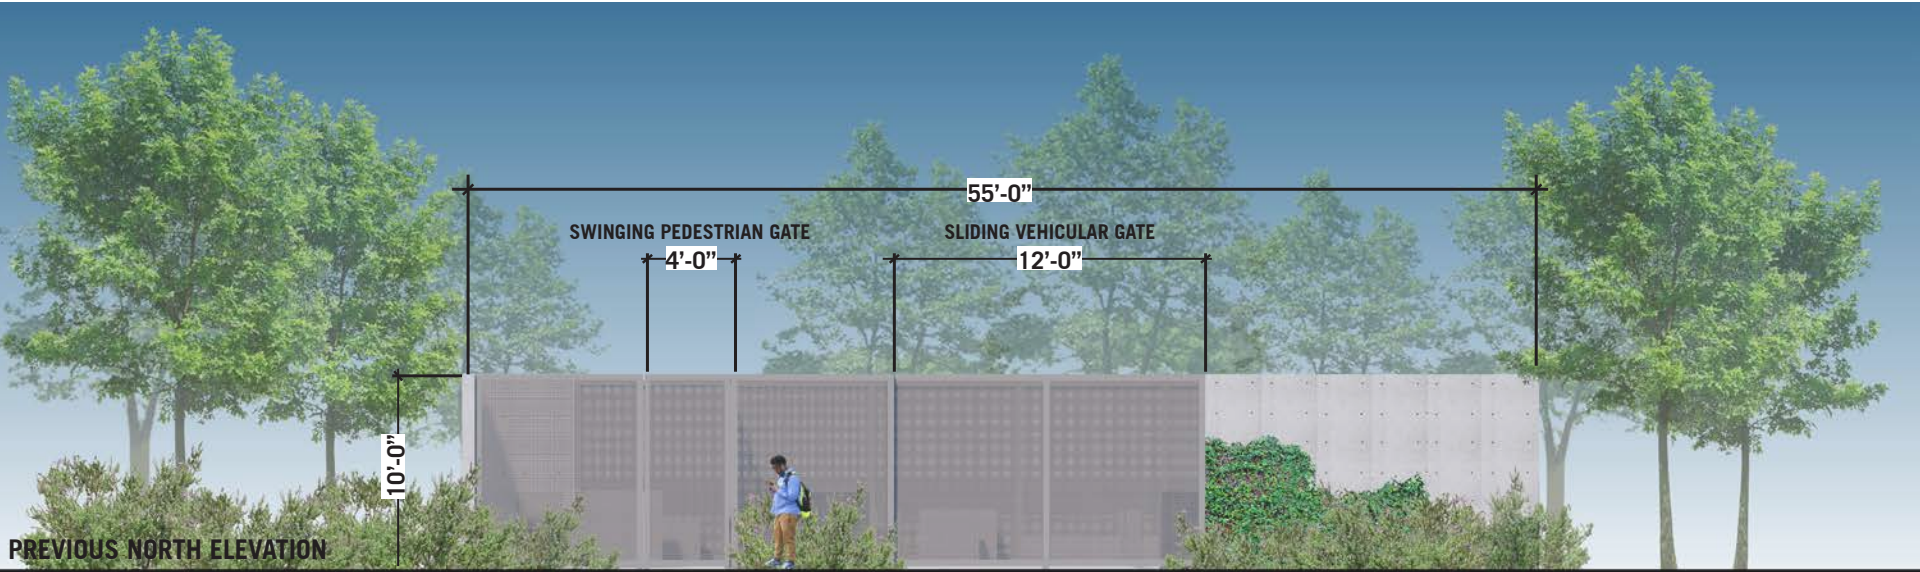 55’-0”
SWINGING PEDESTRIAN GATE
SLIDING VEHICULAR GATE
4’-0”
12’-0”
10’-0”
PREVIOUS NORTH ELEVATION